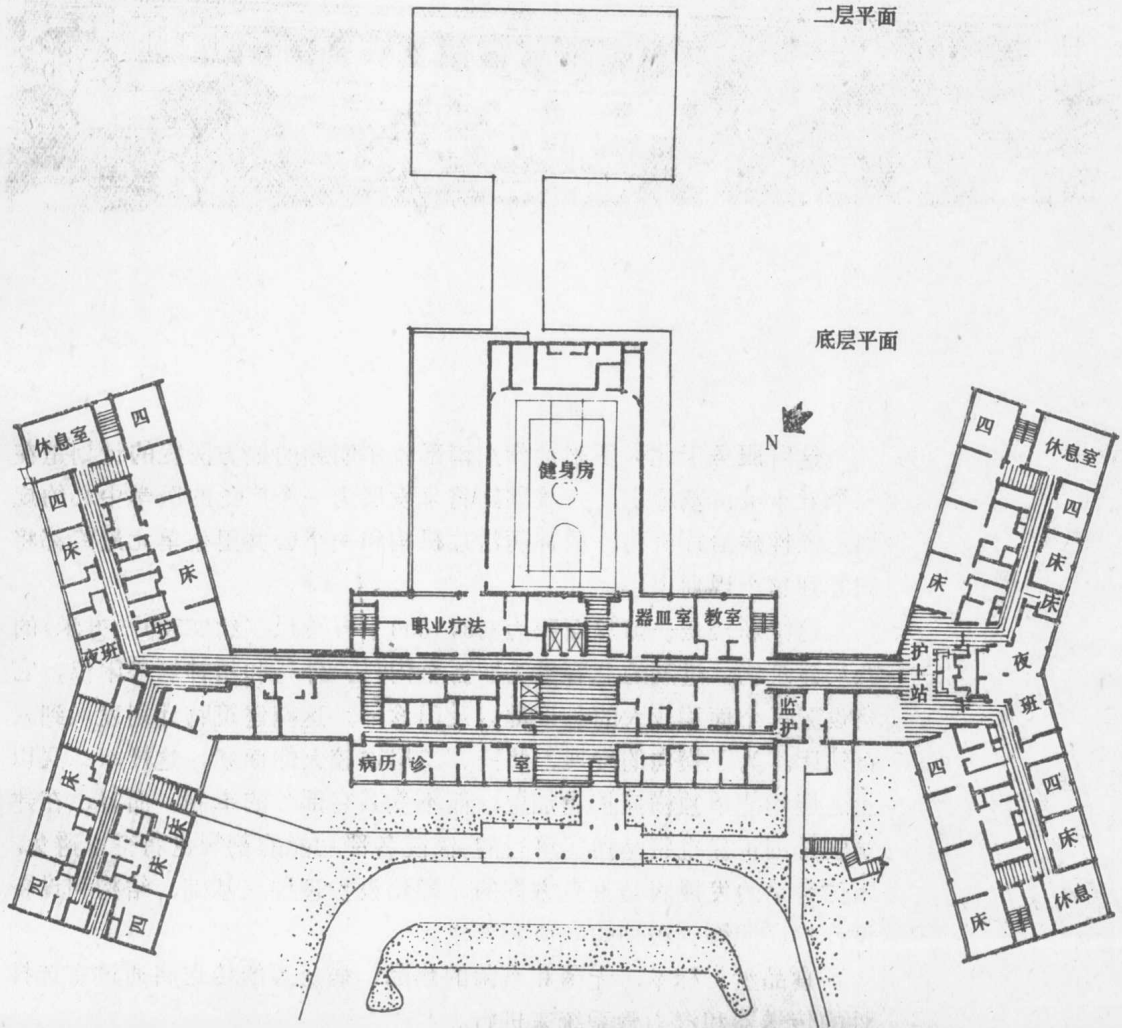 二层平面
底层平面
N
健身房
休息室
四
四床
床
护
夜班
职业疗法
器皿室
教室
四
休息室
四床
床
床
护士站
夜班
监护
病历
诊室
床
床
床
四
四
四床
四床
床
休息